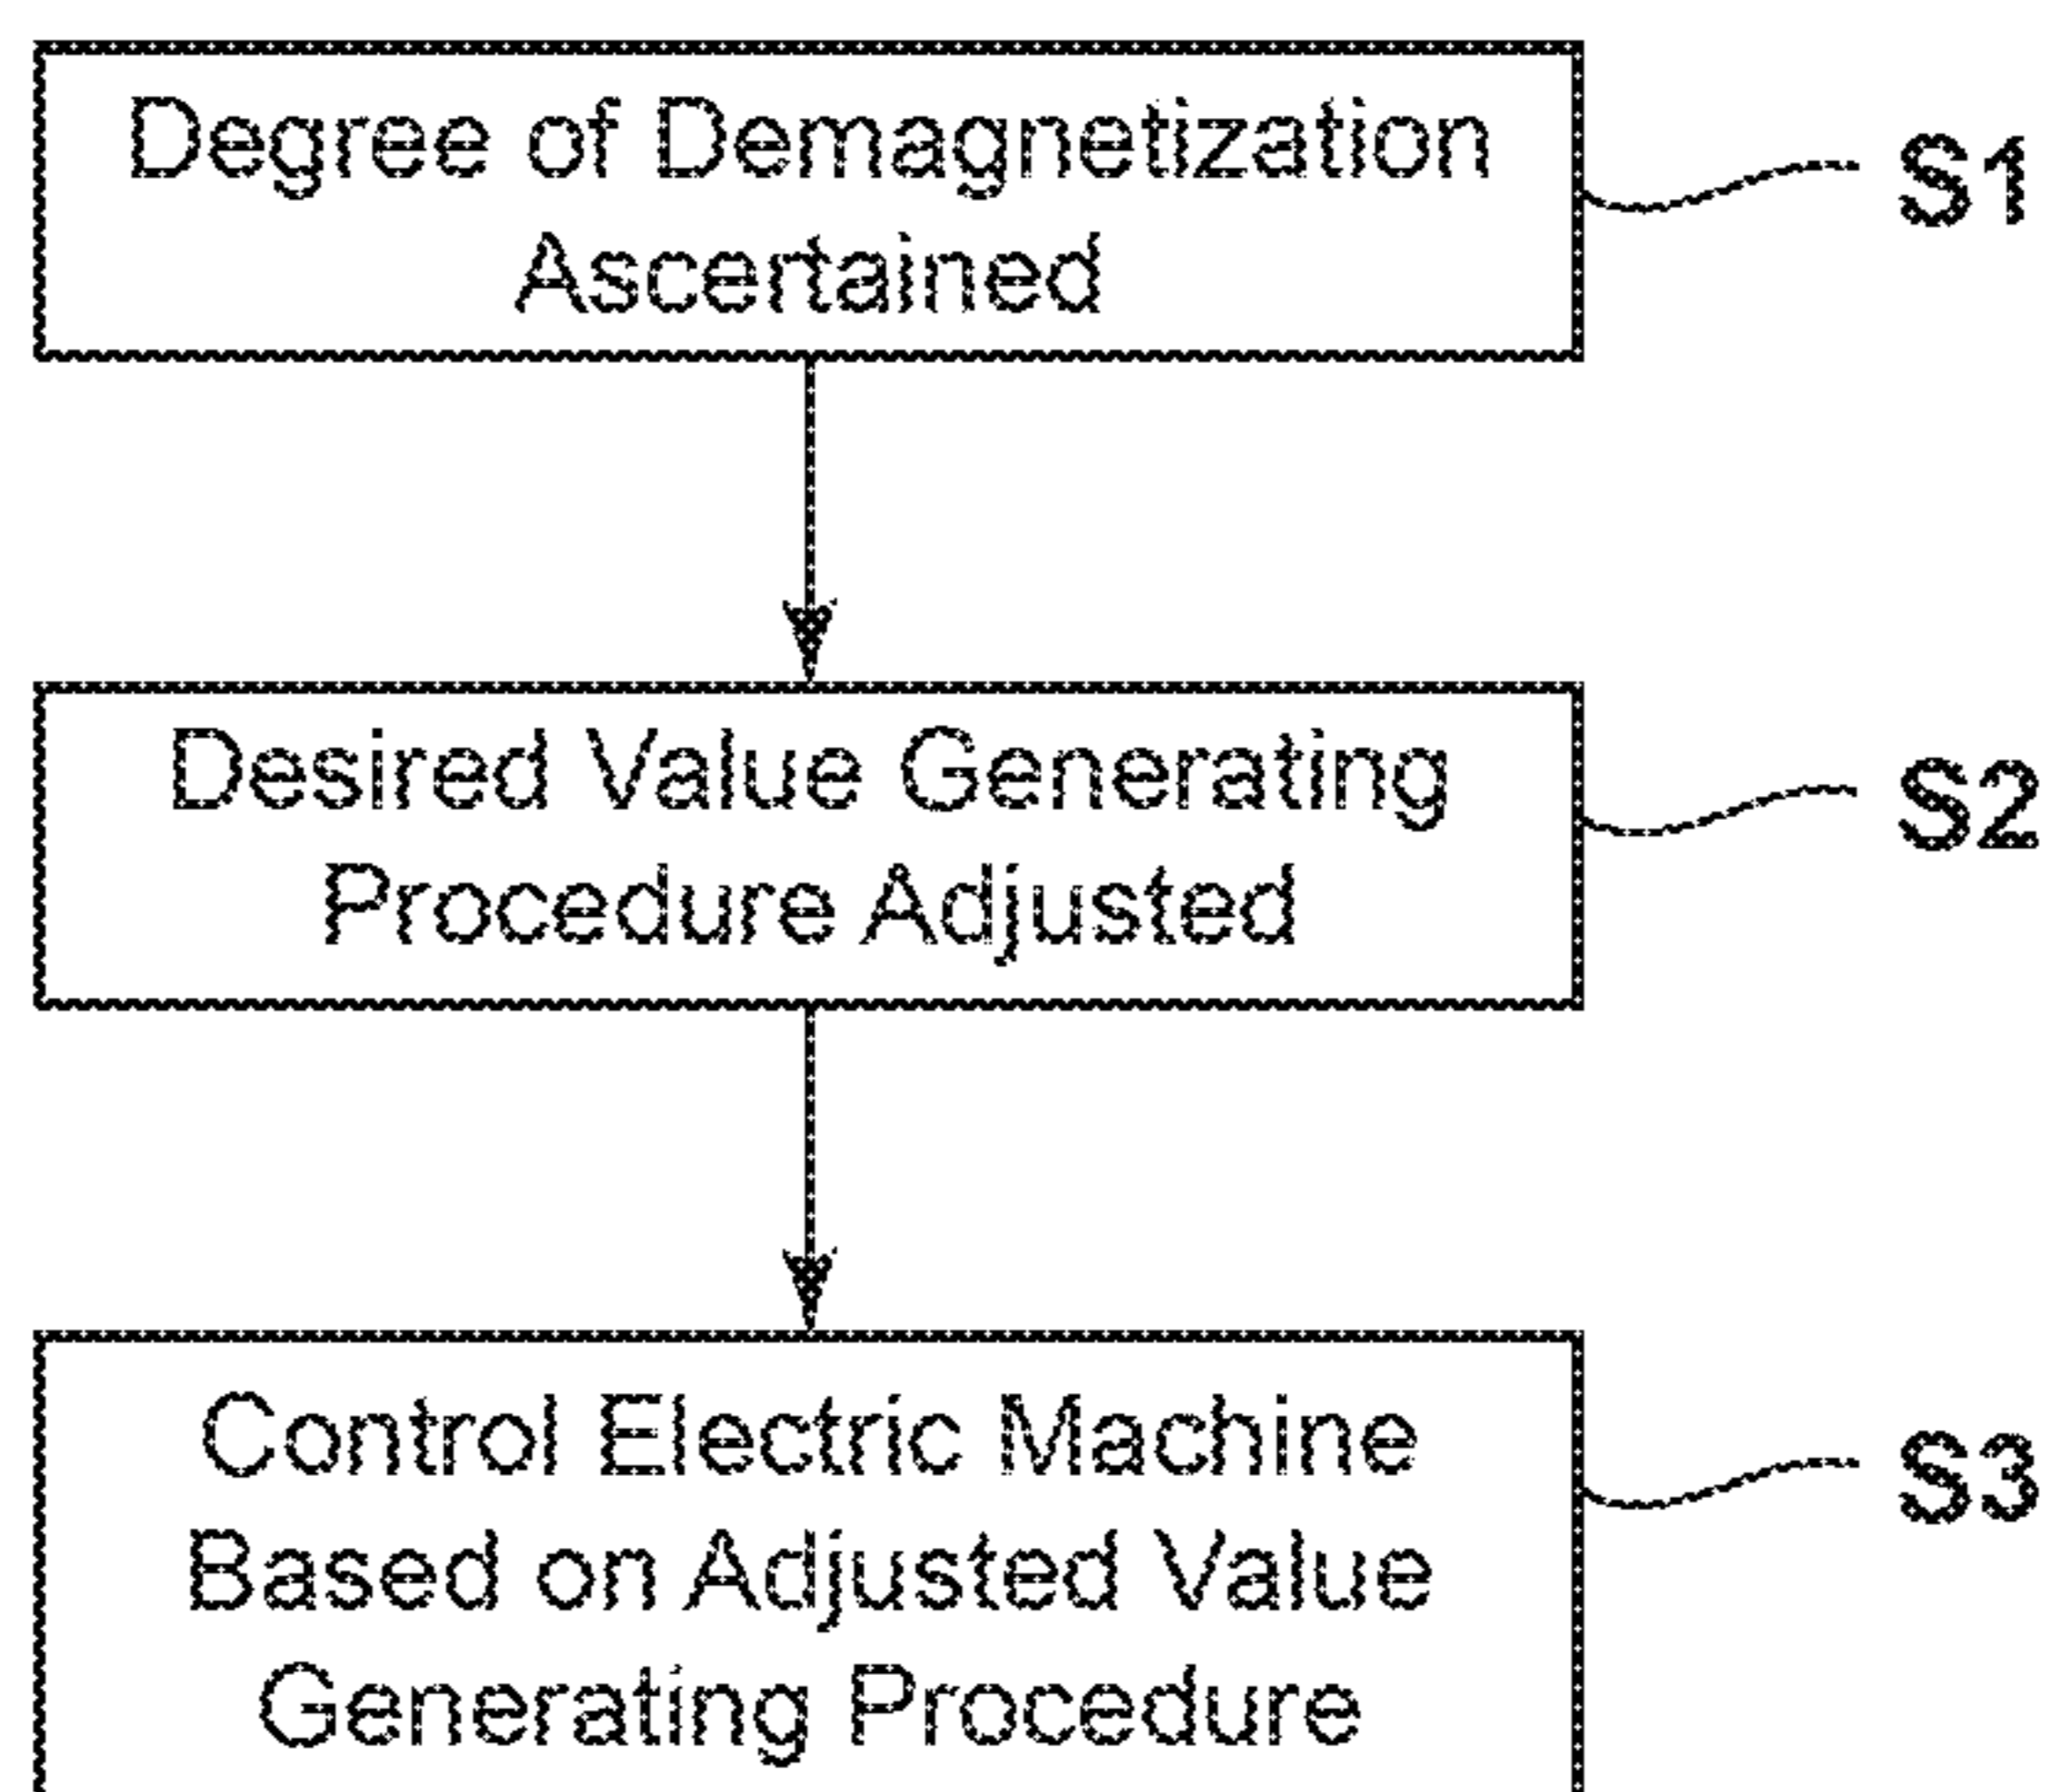 Degree of Demagnetization
Ascertained
S1
Desired Value Generating
Procedure Adjusted
S2
Control Electric Machine
Based on Adjusted Value
Generating Procedure
S3